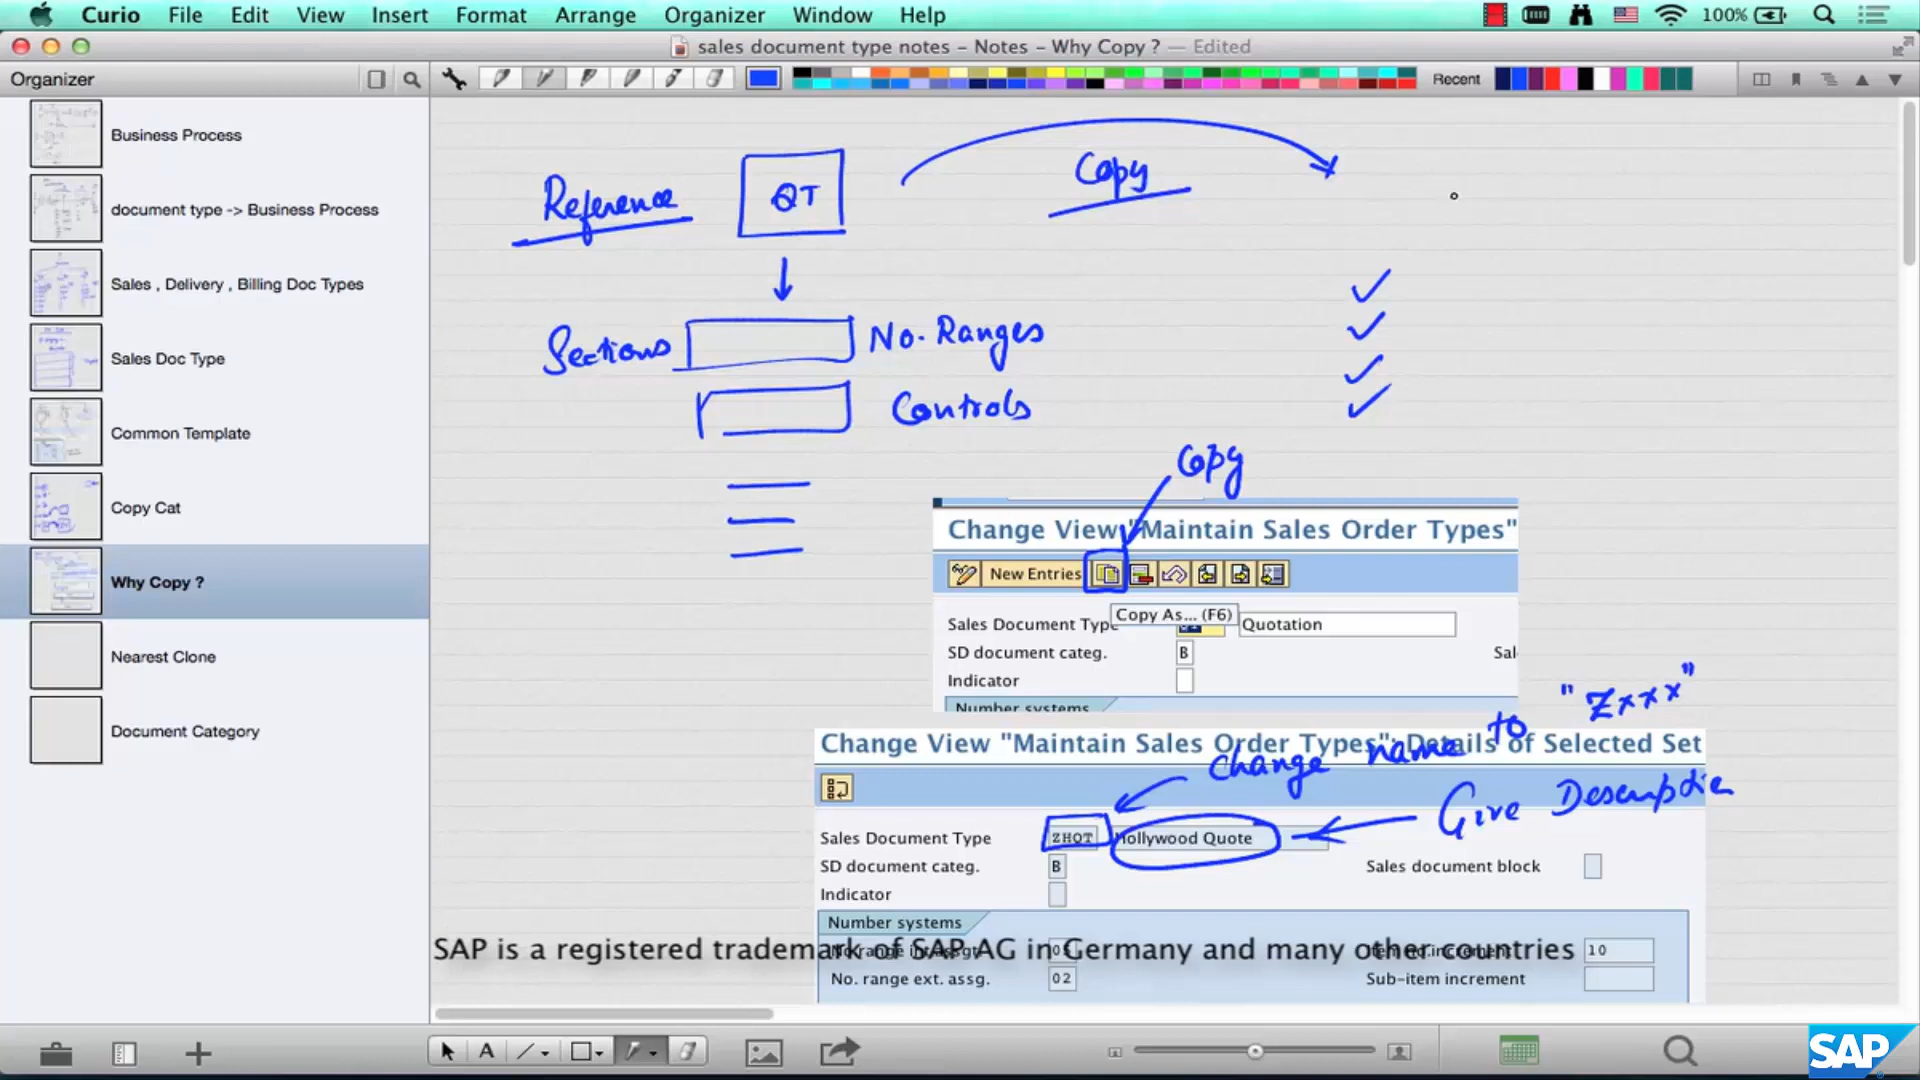 Curio File Edit View Insert Format Arrange Organizer Window Help 100%
sales document type notes – Notes – Why Copy ? — Edited
Organizer
Recent
Business Process
document type -> Business Process
Sales , Delivery , Billing Doc Types
Sales Doc Type
Common Template
Copy Cat
Why Copy ?
Nearest Clone
Document Category
Reference
QT
Copy
Sections
No. Ranges
Controls
Copy
Change View "Maintain Sales Order Types"
New Entries
Copy As... (F6)
Sales Document Type Quotation
SD document categ. B Sal
Indicator
Number systems
Change name to "Zxxx"
Change View "Maintain Sales Order Types": Details of Selected Set
Give Description
Sales Document Type ZHQT Hollywood Quote
SD document categ. B Sales document block
Indicator
Number systems
SAP is a registered trademark of SAP AG in Germany and many other countries
10
No. range ext. assg. 02 Sub-item increment
A
SAP